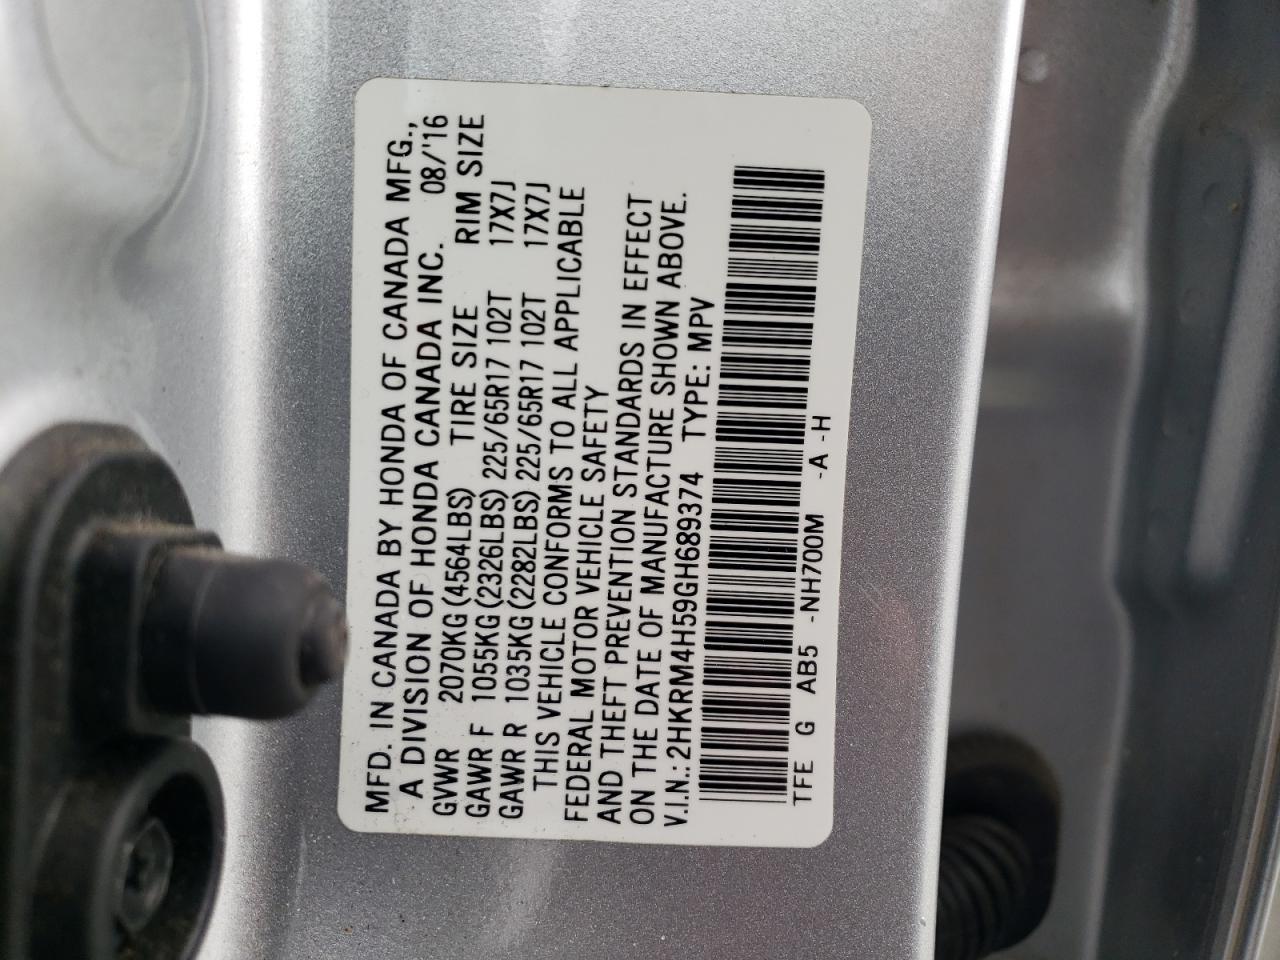 MFD. IN CANADA BY HONDA OF CANADA MFG.,
A DIVISION OF HONDA CANADA INC. 08/'16
GVWR 2070KG(4564LBS) TIRE SIZE RIM SIZE
GAWR F 1055KG(2326LBS) 225/65R17 102T 17X7J
GAWR R 1035KG(2282LBS) 225/65R17 102T 17X7J
THIS VEHICLE CONFORMS TO ALL APPLICABLE
FEDERAL MOTOR VEHICLE SAFETY
AND THEFT PREVENTION STANDARDS IN EFFECT
ON THE DATE OF MANUFACTURE SHOWN ABOVE.
V.I.N.: 2HKRM4H59GH689374 TYPE: MPV
TFE G AB5 -NH700M -A -H